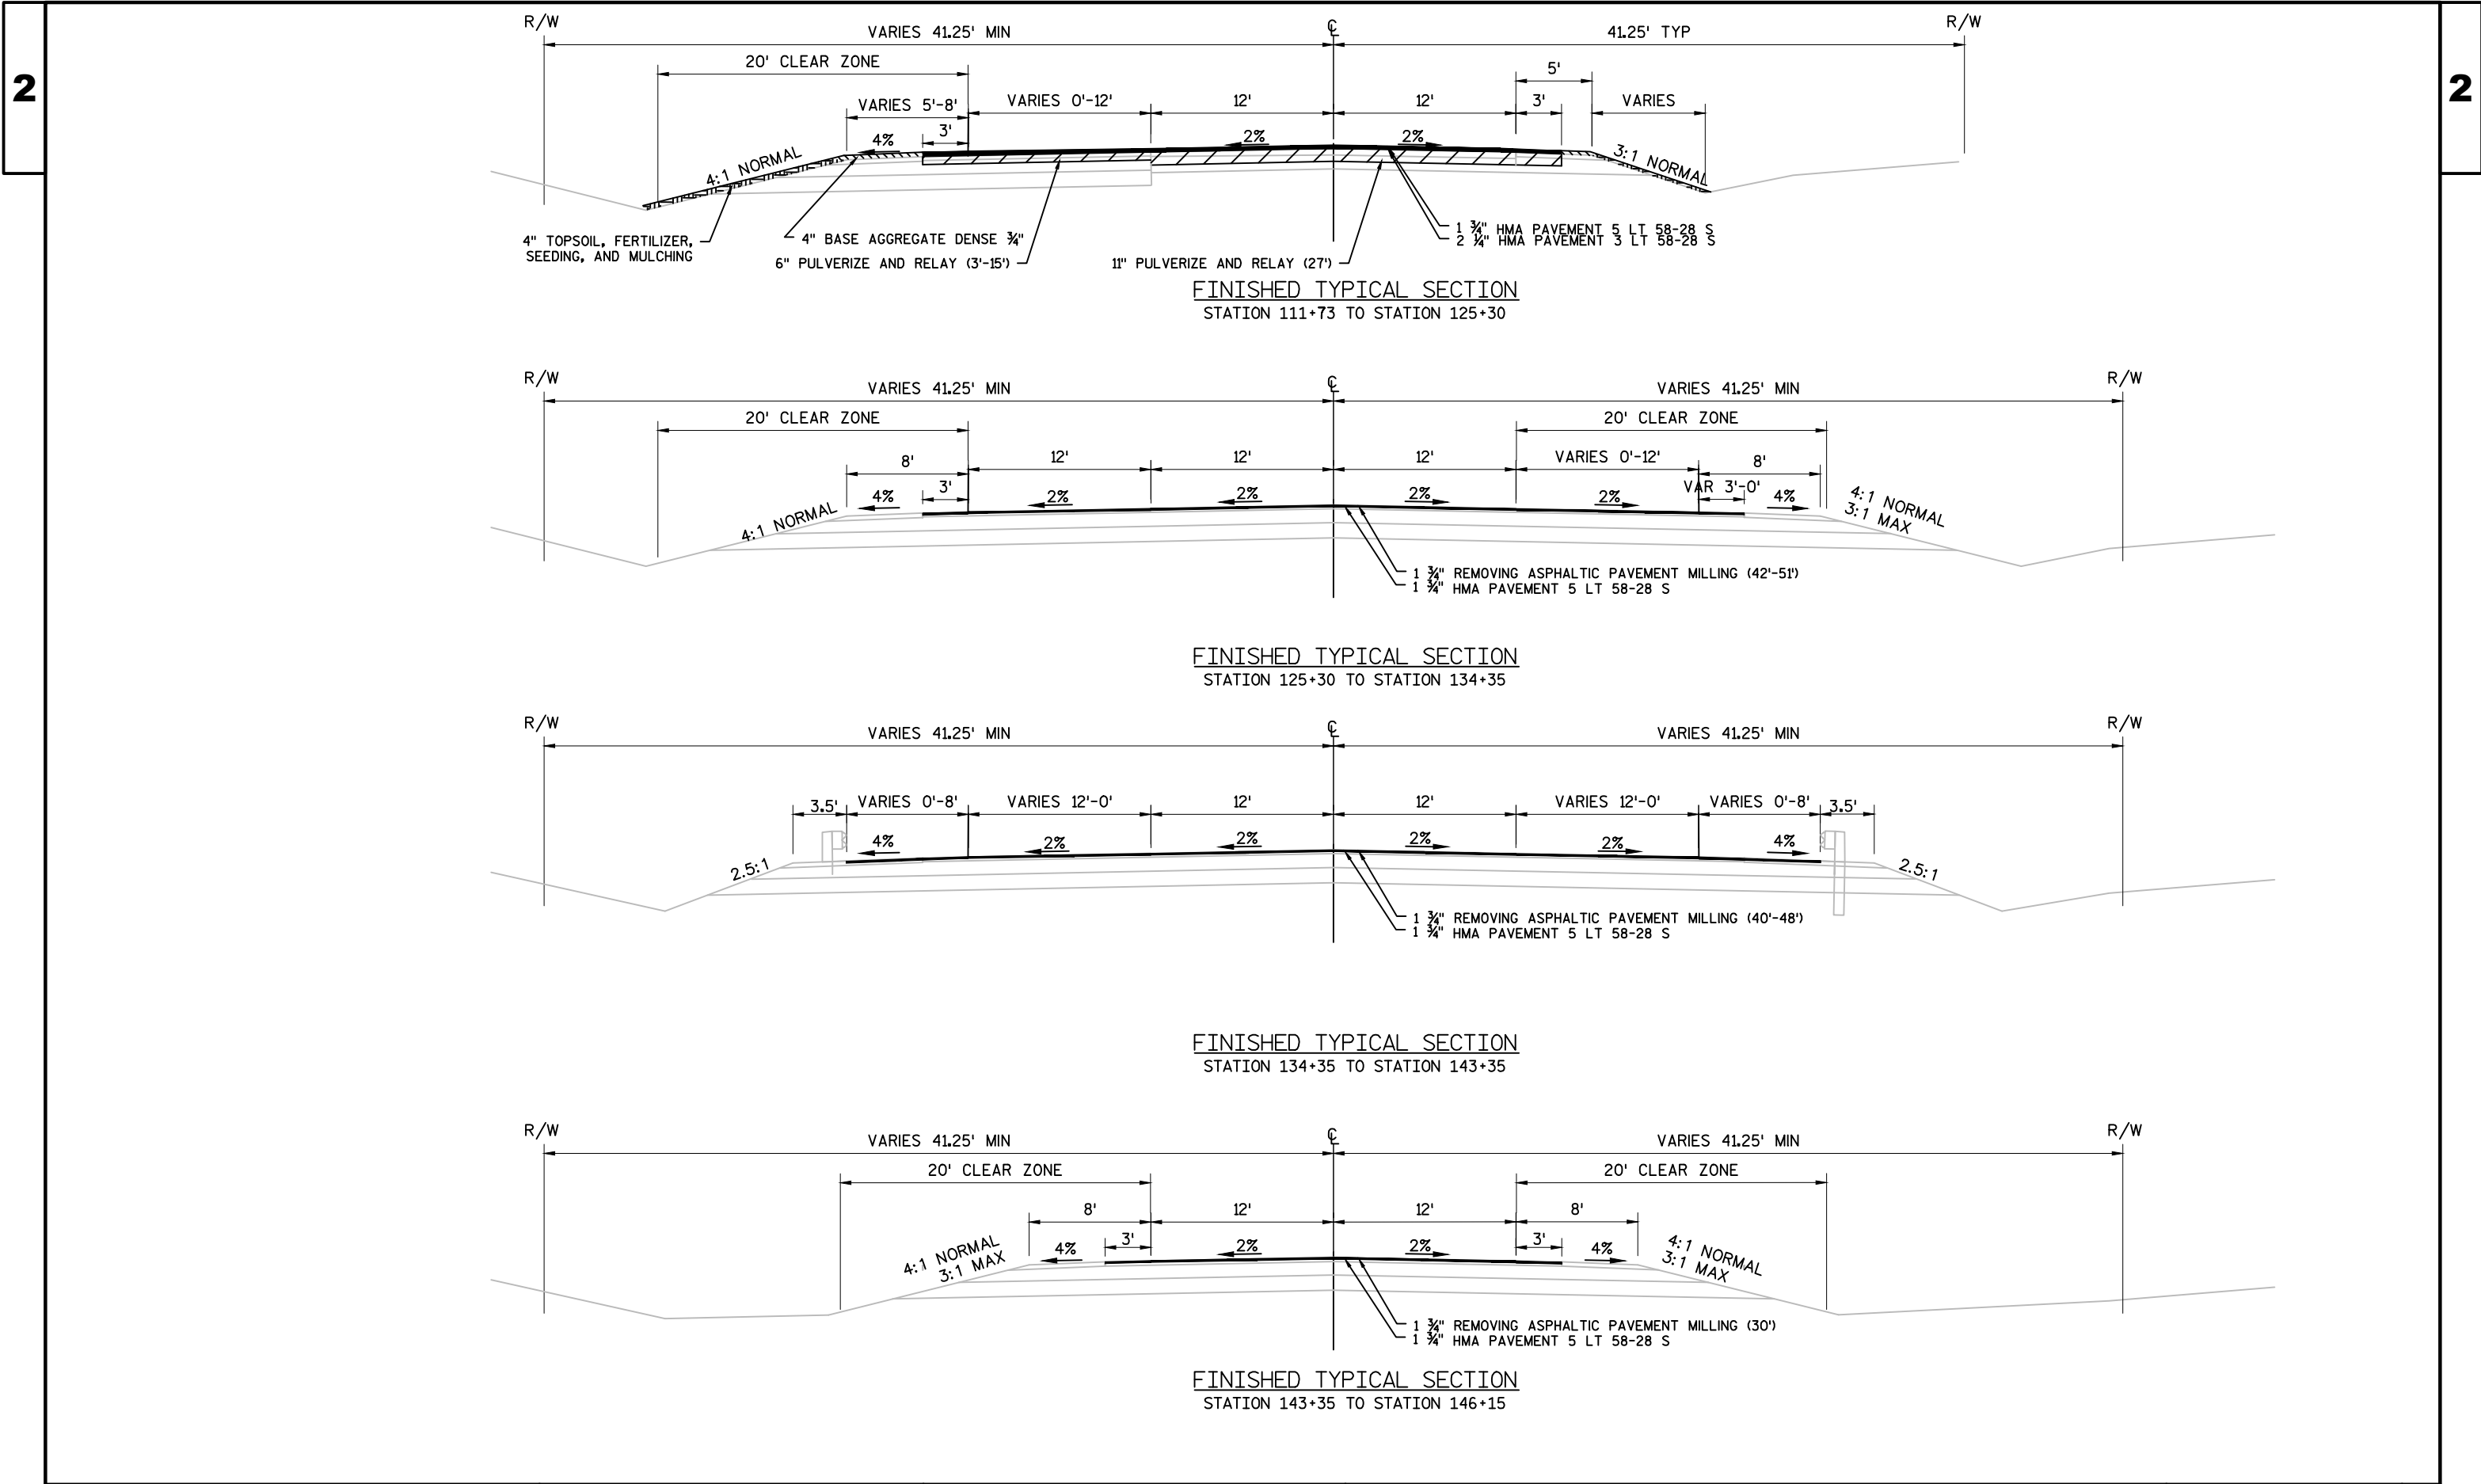 2
2
R/W
VARIES 41.25' MIN
℄
41.25' TYP
R/W
20' CLEAR ZONE
5'
VARIES 5'-8'
VARIES 0'-12'
12'
12'
3'
VARIES
4%
3'
2%
2%
4:1 NORMAL
3:1 NORMAL
4" TOPSOIL, FERTILIZER,
SEEDING, AND MULCHING
4" BASE AGGREGATE DENSE ¾"
6" PULVERIZE AND RELAY (3'-15')
11" PULVERIZE AND RELAY (27')
1 ¾" HMA PAVEMENT 5 LT 58-28 S
2 ¼" HMA PAVEMENT 3 LT 58-28 S
FINISHED TYPICAL SECTION
STATION 111+73 TO STATION 125+30
R/W
VARIES 41.25' MIN
℄
VARIES 41.25' MIN
R/W
20' CLEAR ZONE
20' CLEAR ZONE
8'
12'
12'
12'
VARIES 0'-12'
8'
4%
3'
2%
2%
2%
2%
VAR 3'-0'
4%
4:1 NORMAL
4:1 NORMAL
3:1 MAX
1 ¾" REMOVING ASPHALTIC PAVEMENT MILLING (42'-51')
1 ¾" HMA PAVEMENT 5 LT 58-28 S
FINISHED TYPICAL SECTION
STATION 125+30 TO STATION 134+35
R/W
VARIES 41.25' MIN
℄
VARIES 41.25' MIN
R/W
3.5'
VARIES 0'-8'
VARIES 12'-0'
12'
12'
VARIES 12'-0'
VARIES 0'-8'
3.5'
4%
2%
2%
2%
2%
4%
2.5:1
2.5:1
1 ¾" REMOVING ASPHALTIC PAVEMENT MILLING (40'-48')
1 ¾" HMA PAVEMENT 5 LT 58-28 S
FINISHED TYPICAL SECTION
STATION 134+35 TO STATION 143+35
R/W
VARIES 41.25' MIN
℄
VARIES 41.25' MIN
R/W
20' CLEAR ZONE
20' CLEAR ZONE
8'
12'
12'
8'
4%
3'
2%
2%
3'
4%
4:1 NORMAL
3:1 MAX
4:1 NORMAL
3:1 MAX
1 ¾" REMOVING ASPHALTIC PAVEMENT MILLING (30')
1 ¾" HMA PAVEMENT 5 LT 58-28 S
FINISHED TYPICAL SECTION
STATION 143+35 TO STATION 146+15